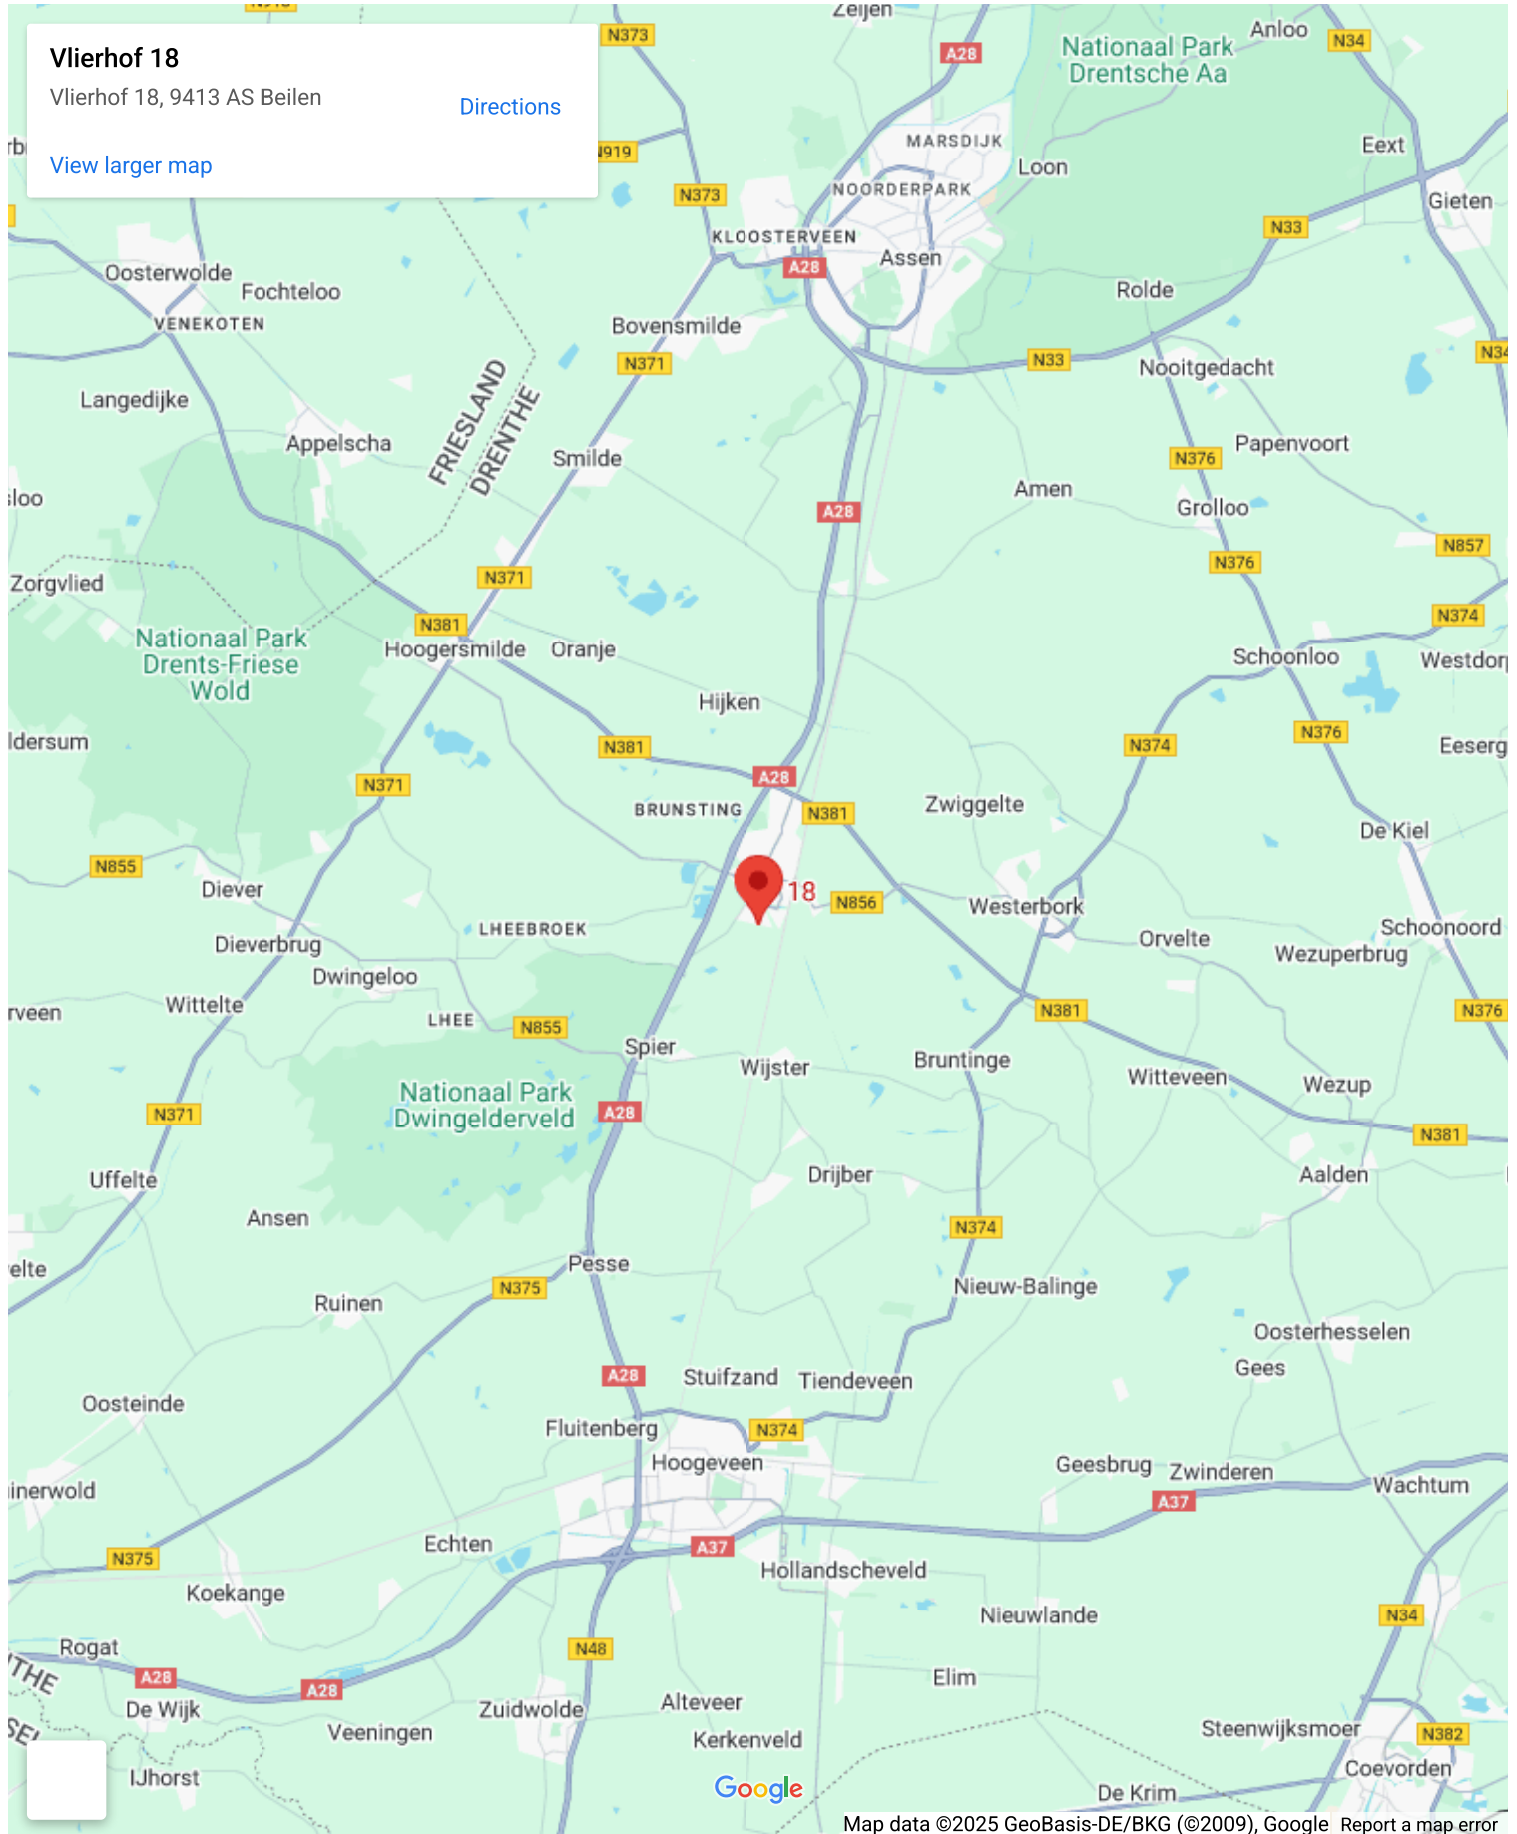 Vlierhof 18
Vlierhof 18, 9413 AS Beilen
Directions
View larger map
N373
A28
Zeijen
Nationaal Park
Drentsche Aa
Anloo
N34
N919
MARSDIJK
Loon
Eext
N373
NOORDERPARK
Gieten
N33
KLOOSTERVEEN
A28
Assen
Oosterwolde
Fochteloo
Rolde
VENEKOTEN
Bovensmilde
N371
N33
Nooitgedacht
N34
Langedijke
FRIESLAND
DRENTHE
Appelscha
Smilde
N376
Papenvoort
Amen
Grolloo
A28
N857
N376
N371
Zorgvlied
N374
N381
Nationaal Park
Drents-Friese
Wold
Hoogersmilde
Oranje
Schoonloo
Hijken
N381
N374
N376
A28
N371
BRUNSTING
N381
Zwiggelte
De Kiel
N855
Diever
18
N856
Westerbork
LHEEBROEK
Schoonoord
Dieverbrug
Orvelte
Wezuperbrug
Dwingeloo
Wittelte
LHEE
N855
N381
N376
Spier
Wijster
Bruntinge
Witteveen
Wezup
Nationaal Park
Dwingelderveld
A28
N371
N381
Uffelte
Drijber
Aalden
Ansen
N374
Pesse
N375
Nieuw-Balinge
Ruinen
Oosterhesselen
Gees
A28
Stuifzand
Tiendeveen
Oosteinde
Fluitenberg
N374
Hoogeveen
Geesbrug
Zwinderen
Wachtum
A37
Echten
A37
N375
Hollandscheveld
Koekange
Nieuwlande
N34
Rogat
N48
A28
A28
Elim
De Wijk
Zuidwolde
Alteveer
Veeningen
Kerkenveld
Steenwijksmoer
N382
IJhorst
Google
Coevorden
De Krim
Map data ©2025 GeoBasis-DE/BKG (©2009), Google
Report a map error